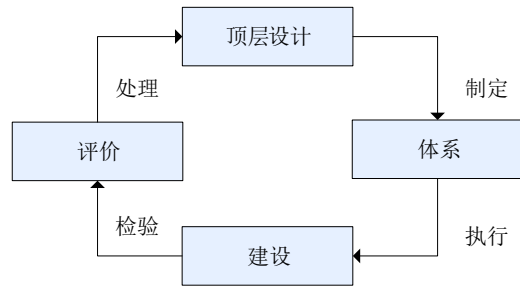 顶层设计
处理
制定
评价
体系
检验
执行
建设